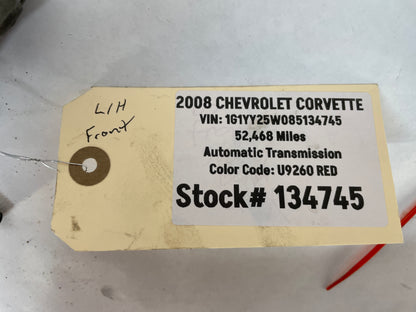 L/H
Front
2008 CHEVROLET CORVETTE
VIN: 1G1YY25W085134745
52,468 Miles
Automatic Transmission
Color Code: U9260 RED
Stock# 134745